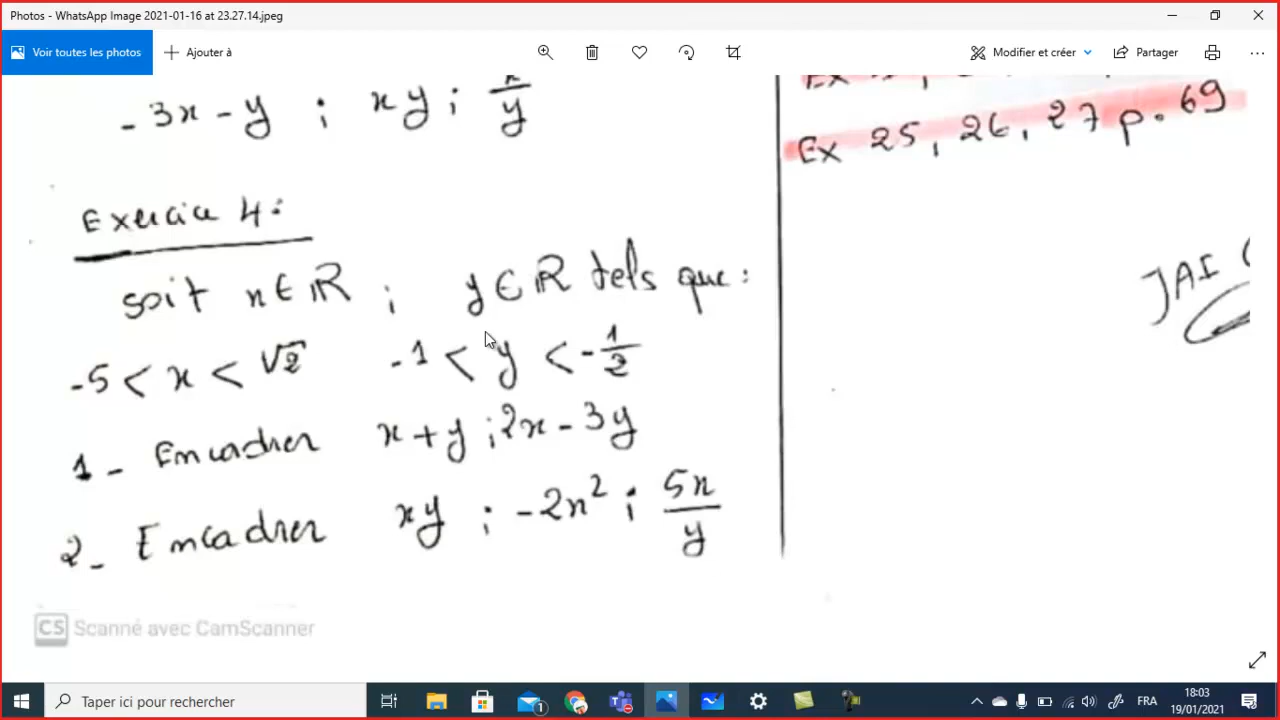 Photos - WhatsApp Image 2021-01-16 at 23.27.14.jpeg
Voir toutes les photos
Ajouter à
Modifier et créer
Partager
-3x - y ; xy ; x/y
Ex 25, 26, 27 p. 69
Exercice 4:
soit x ∈ ℝ ; y ∈ ℝ tels que :
-5 < x < √2 -1 < y < -1/2
1 - Encadrer x + y ; 2x - 3y
2 - Encadrer xy ; -2x² ; 5x/y
JAI
CS Scanné avec CamScanner
Taper ici pour rechercher
1
FRA
18:03
19/01/2021